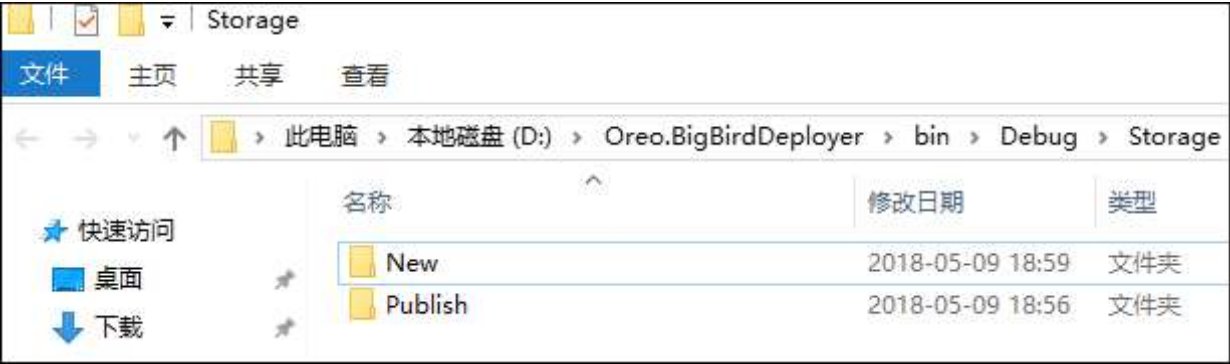 Storage
文件 主页 共享 查看
此电脑 › 本地磁盘 (D:) › Oreo.BigBirdDeployer › bin › Debug › Storage
名称 修改日期 类型
快速访问
New 2018-05-09 18:59 文件夹
桌面
Publish 2018-05-09 18:56 文件夹
下载